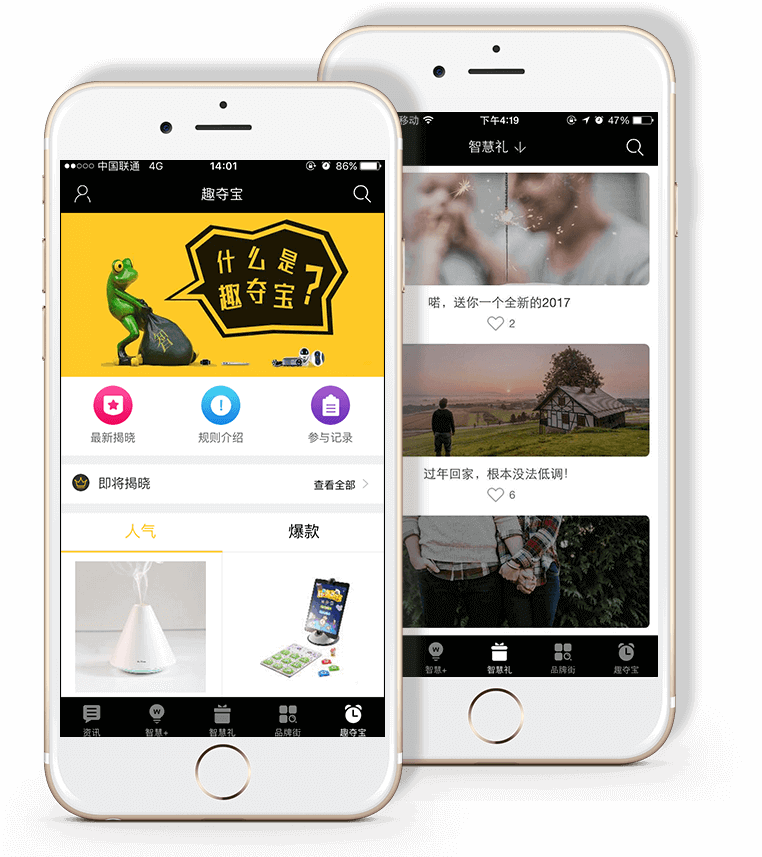 中国联通 4G
14:01
86%
趣夺宝
什么是
趣夺宝?
最新揭晓
规则介绍
参与记录
即将揭晓
查看全部
人气
爆款
资讯
智慧+
智慧礼
品牌街
趣夺宝
移动
下午4:19
47%
智慧礼
喏，送你一个全新的2017
2
过年回家，根本没法低调！
6
智慧+
智慧礼
品牌街
趣夺宝